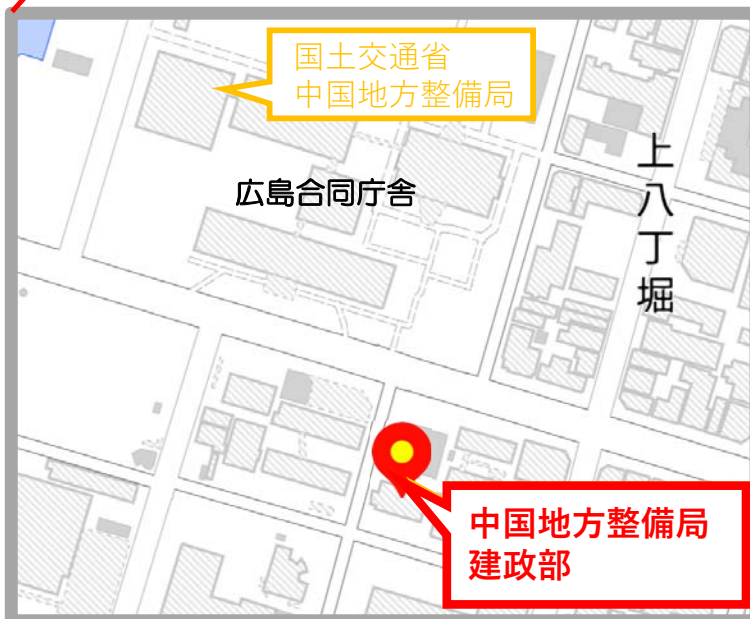 国土交通省
中国地方整備局
広島合同庁舎
上八丁堀
中国地方整備局
建政部